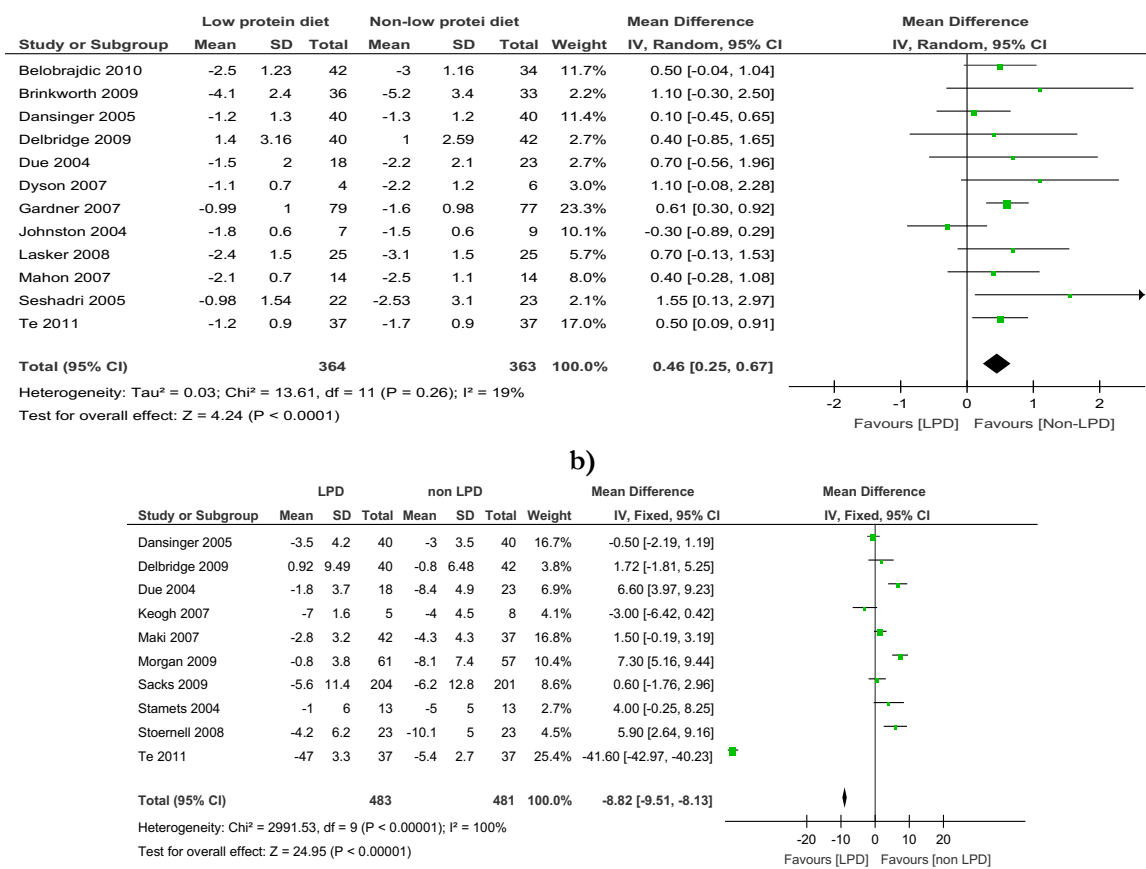 Low protein diet Non-low protei diet Mean Difference Mean Difference
Study or Subgroup Mean SD Total Mean SD Total Weight IV, Random, 95% CI IV, Random, 95% CI
Belobrajdic 2010 -2.5 1.23 42 -3 1.16 34 11.7% 0.50 [-0.04, 1.04]
Brinkworth 2009 -4.1 2.4 36 -5.2 3.4 33 2.2% 1.10 [-0.30, 2.50]
Dansinger 2005 -1.2 1.3 40 -1.3 1.2 40 11.4% 0.10 [-0.45, 0.65]
Delbridge 2009 1.4 3.16 40 1 2.59 42 2.7% 0.40 [-0.85, 1.65]
Due 2004 -1.5 2 18 -2.2 2.1 23 2.7% 0.70 [-0.56, 1.96]
Dyson 2007 -1.1 0.7 4 -2.2 1.2 6 3.0% 1.10 [-0.08, 2.28]
Gardner 2007 -0.99 1 79 -1.6 0.98 77 23.3% 0.61 [0.30, 0.92]
Johnston 2004 -1.8 0.6 7 -1.5 0.6 9 10.1% -0.30 [-0.89, 0.29]
Lasker 2008 -2.4 1.5 25 -3.1 1.5 25 5.7% 0.70 [-0.13, 1.53]
Mahon 2007 -2.1 0.7 14 -2.5 1.1 14 8.0% 0.40 [-0.28, 1.08]
Seshadri 2005 -0.98 1.54 22 -2.53 3.1 23 2.1% 1.55 [0.13, 2.97]
Te 2011 -1.2 0.9 37 -1.7 0.9 37 17.0% 0.50 [0.09, 0.91]
Total (95% CI) 364 363 100.0% 0.46 [0.25, 0.67]
Heterogeneity: Tau² = 0.03; Chi² = 13.61, df = 11 (P = 0.26); I² = 19%
Test for overall effect: Z = 4.24 (P < 0.0001)
-2 -1 0 1 2
Favours [LPD] Favours [Non-LPD]
b)
LPD non LPD Mean Difference Mean Difference
Study or Subgroup Mean SD Total Mean SD Total Weight IV, Fixed, 95% CI IV, Fixed, 95% CI
Dansinger 2005 -3.5 4.2 40 -3 3.5 40 16.7% -0.50 [-2.19, 1.19]
Delbridge 2009 0.92 9.49 40 -0.8 6.48 42 3.8% 1.72 [-1.81, 5.25]
Due 2004 -1.8 3.7 18 -8.4 4.9 23 6.9% 6.60 [3.97, 9.23]
Keogh 2007 -7 1.6 5 -4 4.5 8 4.1% -3.00 [-6.42, 0.42]
Maki 2007 -2.8 3.2 42 -4.3 4.3 37 16.8% 1.50 [-0.19, 3.19]
Morgan 2009 -0.8 3.8 61 -8.1 7.4 57 10.4% 7.30 [5.16, 9.44]
Sacks 2009 -5.6 11.4 204 -6.2 12.8 201 8.6% 0.60 [-1.76, 2.96]
Stamets 2004 -1 6 13 -5 5 13 2.7% 4.00 [-0.25, 8.25]
Stoernell 2008 -4.2 6.2 23 -10.1 5 23 4.5% 5.90 [2.64, 9.16]
Te 2011 -47 3.3 37 -5.4 2.7 37 25.4% -41.60 [-42.97, -40.23]
Total (95% CI) 483 481 100.0% -8.82 [-9.51, -8.13]
Heterogeneity: Chi² = 2991.53, df = 9 (P < 0.00001); I² = 100%
Test for overall effect: Z = 24.95 (P < 0.00001)
-20 -10 0 10 20
Favours [LPD] Favours [non LPD]